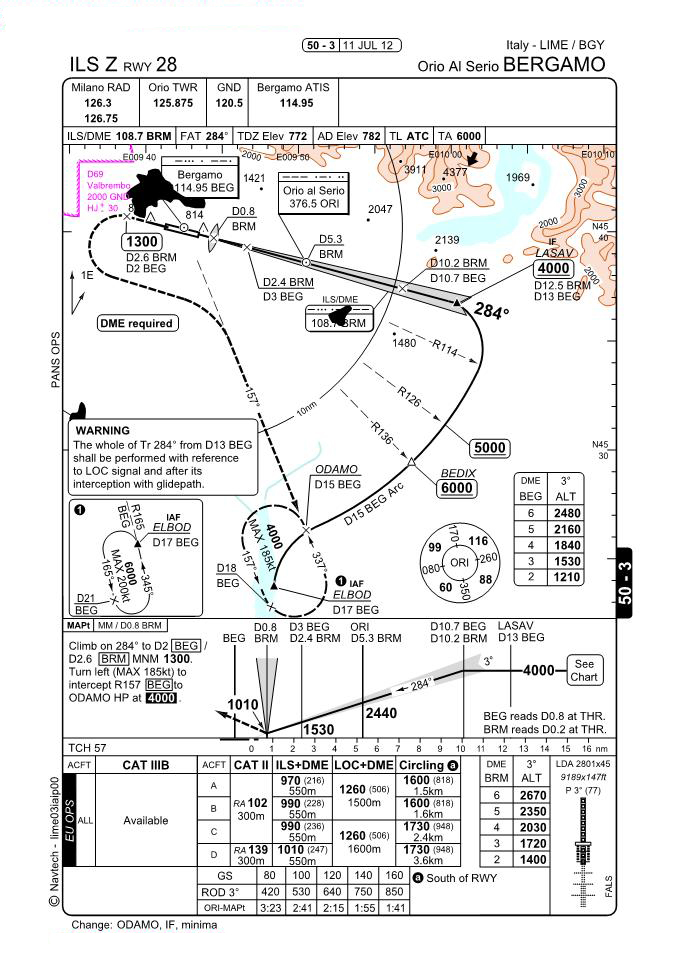 50 - 3 11 JUL 12
Italy - LIME / BGY
ILS Z RWY 28
Orio Al Serio BERGAMO
Milano RAD
126.3
126.75
Orio TWR
125.875
GND
120.5
Bergamo ATIS
114.95
ILS/DME 108.7 BRM FAT 284° TDZ Elev 772 AD Elev 782 TL ATC TA 6000
E009 40
2000
E009 50
E010 00
E010 10
D69
Valbrembo
2000 GND
HJ 30
Bergamo
114.95 BEG
1421
Orio al Serio
376.5 ORI
3911
4377
3000
1969
3000
2000
2000
814
D0.8
BRM
2047
D5.3
BRM
2139
N45
40
1300
D2.6 BRM
D2 BEG
D2.4 BRM
D3 BEG
D10.2 BRM
D10.7 BEG
IF
LASAV
4000
D12.5 BRM
D13 BEG
284°
1E
DME required
ILS/DME
108.7 BRM
1480
R114
R126
R136
10nm
157°
PANS OPS
WARNING
The whole of Tr 284° from D13 BEG
shall be performed with reference
to LOC signal and after its
interception with glidepath.
5000
N45
30
BEDIX
6000
ODAMO
D15 BEG
D15 BEG Arc
DME 3°
BEG ALT
6 2480
5 2160
4 1840
3 1530
2 1210
1
R165
BEG
IAF
ELBOD
D17 BEG
6000
MAX 200kt
165°
345°
D21
BEG
4000
MAX 185kt
157°
337°
D18
BEG
1 IAF
ELBOD
D17 BEG
170
99
116
080
ORI
260
60
350
88
50 - 3
MAPt MM / D0.8 BRM
Climb on 284° to D2 BEG /
D2.6 BRM MNM 1300.
Turn left (MAX 185kt) to
intercept R157 BEG to
ODAMO HP at 4000 .
BEG
D0.8
BRM
D3 BEG
D2.4 BRM
ORI
D5.3 BRM
D10.7 BEG
D10.2 BRM
LASAV
D13 BEG
3°
4000
See
Chart
284°
1010
1530
2440
BEG reads D0.8 at THR.
BRM reads D0.2 at THR.
TCH 57
0 1 2 3 4 5 6 7 8 9 10 11 12 13 14 15 16 nm
ACFT CAT IIIB ACFT CAT II ILS+DME LOC+DME Circling a
EU OPS
ALL
Available
A
B
C
D
RA 102
300m
RA 139
300m
970 (216)
550m
990 (228)
550m
990 (236)
550m
1010 (247)
550m
1260 (506)
1500m
1260 (506)
1600m
1600 (818)
1.5km
1600 (818)
1.6km
1730 (948)
2.4km
1730 (948)
3.6km
DME 3°
BRM ALT
6 2670
5 2350
4 2030
3 1720
2 1400
LDA 2801x45
9189x147ft
P 3° (77)
FALS
GS 80 100 120 140 160
ROD 3° 420 530 640 750 850
ORI-MAPt 3:23 2:41 2:15 1:55 1:41
a South of RWY
© Navtech - lime03iaip00
Change: ODAMO, IF, minima